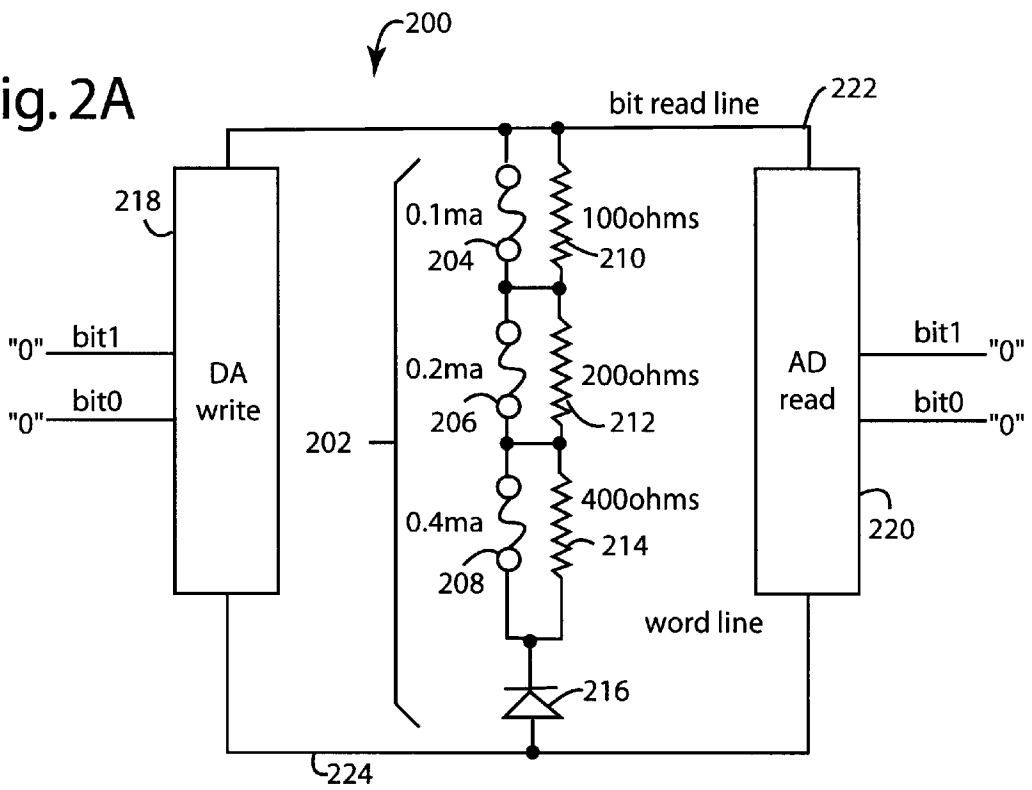 200
ig. 2A
bit read line
222
218
0.1ma
100ohms
204
210
"0" bit1
bit1 "0"
DA
write
0.2ma
200ohms
AD
read
"0" bit0
bit0 "0"
206
212
202
0.4ma
400ohms
208
214
220
word line
216
224